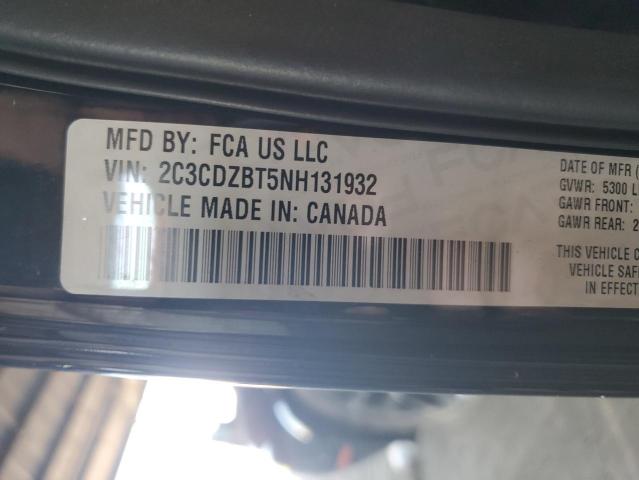 MFD BY: FCA US LLC
VIN: 2C3CDZBT5NH131932
VEHICLE MADE IN: CANADA
DATE OF MFR (
GVWR: 5300 L
GAWR FRONT:
GAWR REAR: 2
THIS VEHICLE C
VEHICLE SAF
IN EFFECT